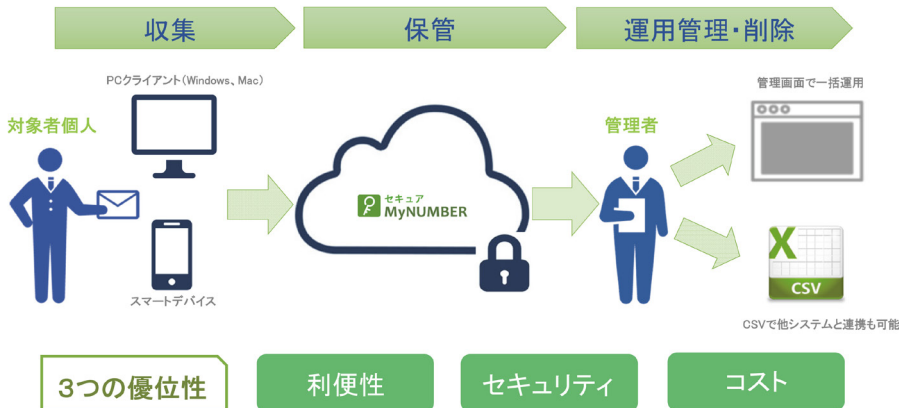 収集
保管
運用管理・削除
PCクライアント(Windows、Mac)
管理画面で一括運用
対象者個人
管理者
セキュア
MyNUMBER
X
CSV
スマートデバイス
CSVで他システムと連携も可能
3つの優位性
利便性
セキュリティ
コスト